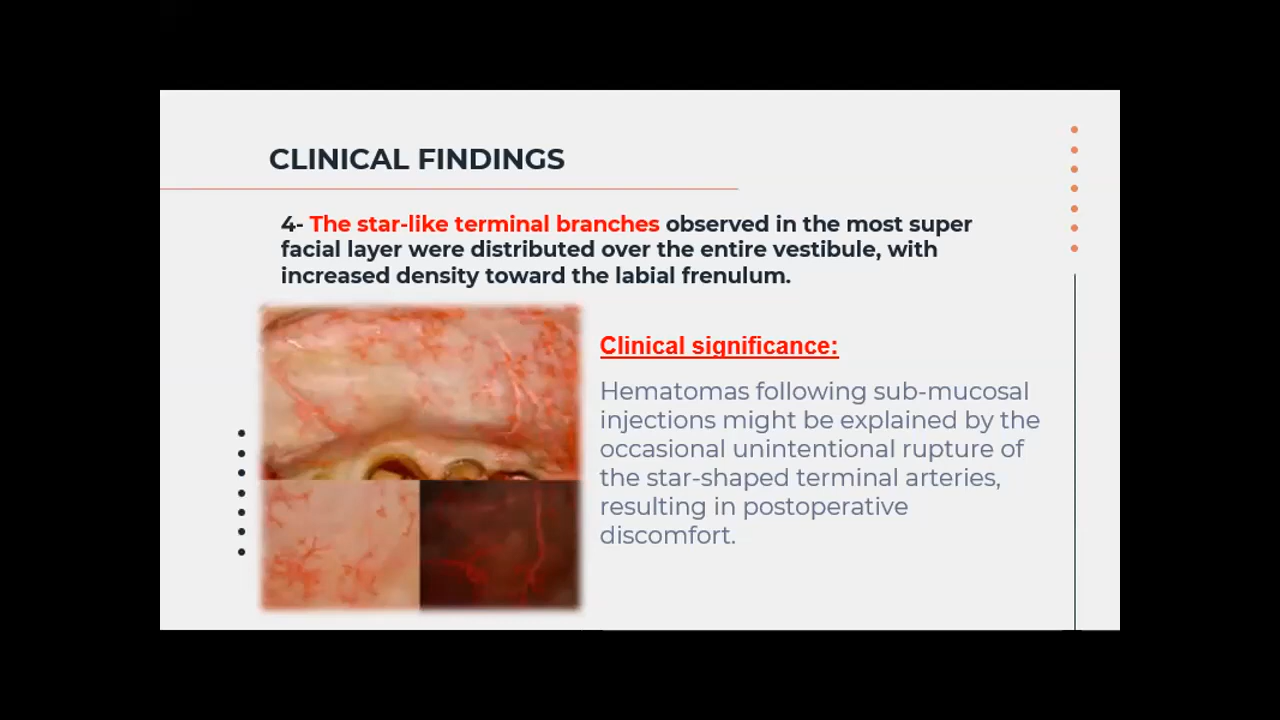 CLINICAL FINDINGS
4- The star-like terminal branches observed in the most super
facial layer were distributed over the entire vestibule, with
increased density toward the labial frenulum.
Clinical significance:
Hematomas following sub-mucosal
injections might be explained by the
occasional unintentional rupture of
the star-shaped terminal arteries,
resulting in postoperative
discomfort.